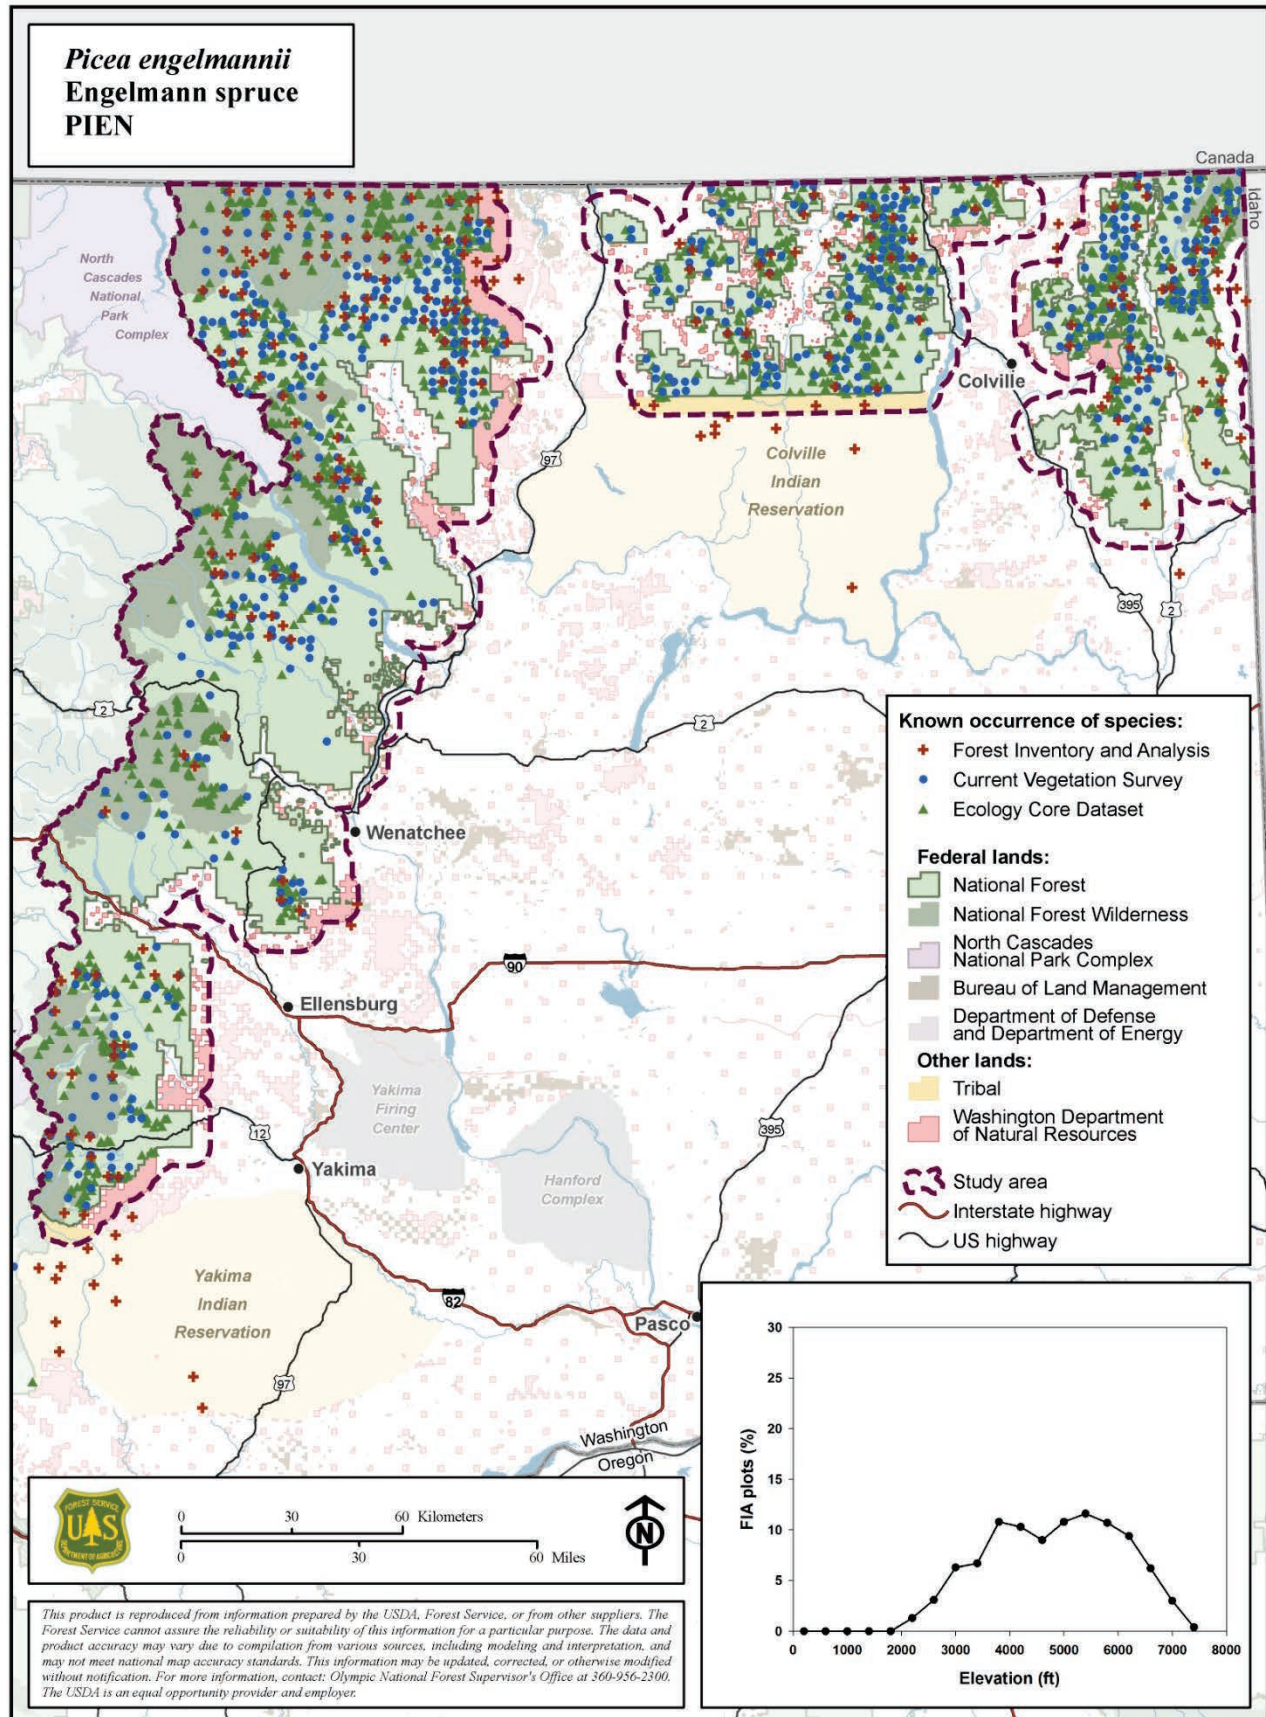 Picea engelmannii
Engelmann spruce
PIEN
Canada
Idaho
North
Cascades
National
Park
Complex
Colville
97
Colville
Indian
Reservation
395
2
2
2
Wenatchee
90
Ellensburg
Yakima
Firing
Center
Hanford
Complex
395
12
Yakima
Yakima
Indian
Reservation
82
Pasco
97
Washington
Oregon
Known occurrence of species:
Forest Inventory and Analysis
Current Vegetation Survey
Ecology Core Dataset
Federal lands:
National Forest
National Forest Wilderness
North Cascades
National Park Complex
Bureau of Land Management
Department of Defense
and Department of Energy
Other lands:
Tribal
Washington Department
of Natural Resources
Study area
Interstate highway
US highway
FOREST SERVICE
US
DEPARTMENT OF AGRICULTURE
0 30 60 Kilometers
0 30 60 Miles
N
This product is reproduced from information prepared by the USDA, Forest Service, or from other suppliers. The
Forest Service cannot assure the reliability or suitability of this information for a particular purpose. The data and
product accuracy may vary due to compilation from various sources, including modeling and interpretation, and
may not meet national map accuracy standards. This information may be updated, corrected, or otherwise modified
without notification. For more information, contact: Olympic National Forest Supervisor's Office at 360-956-2300.
The USDA is an equal opportunity provider and employer.
FIA plots (%)
30
25
20
15
10
5
0
0 1000 2000 3000 4000 5000 6000 7000 8000
Elevation (ft)